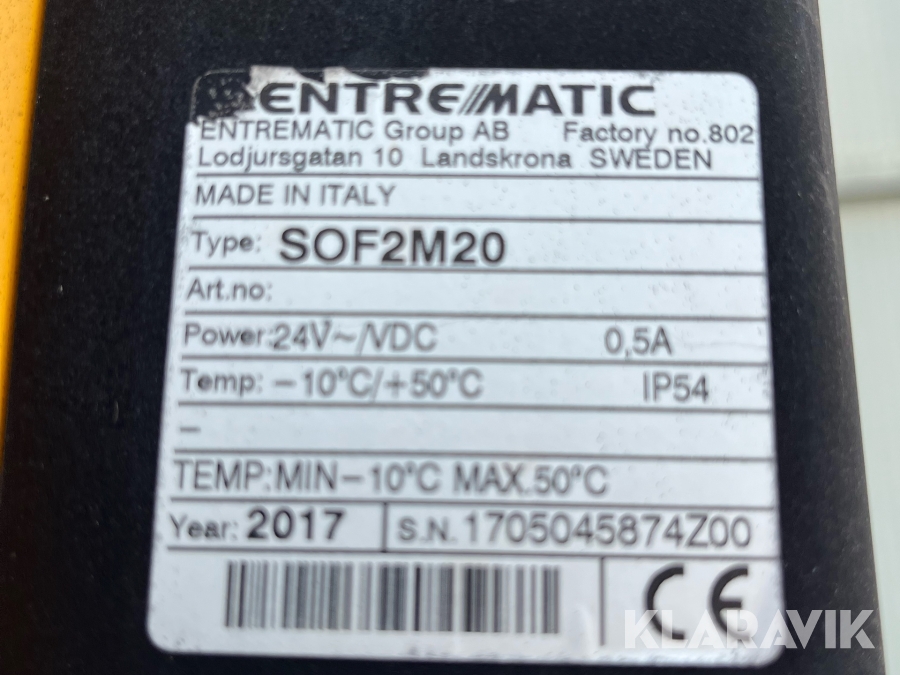 ENTREMATIC
ENTREMATIC Group AB Factory no.802
Lodjursgatan 10 Landskrona SWEDEN
MADE IN ITALY
Type: SOF2M20
Art.no:
Power:24V~/VDC 0,5A
Temp: -10°C/+50°C IP54
-
TEMP:MIN-10°C MAX.50°C
Year: 2017 S.N.1705045874Z00
CE
KLARAVIK